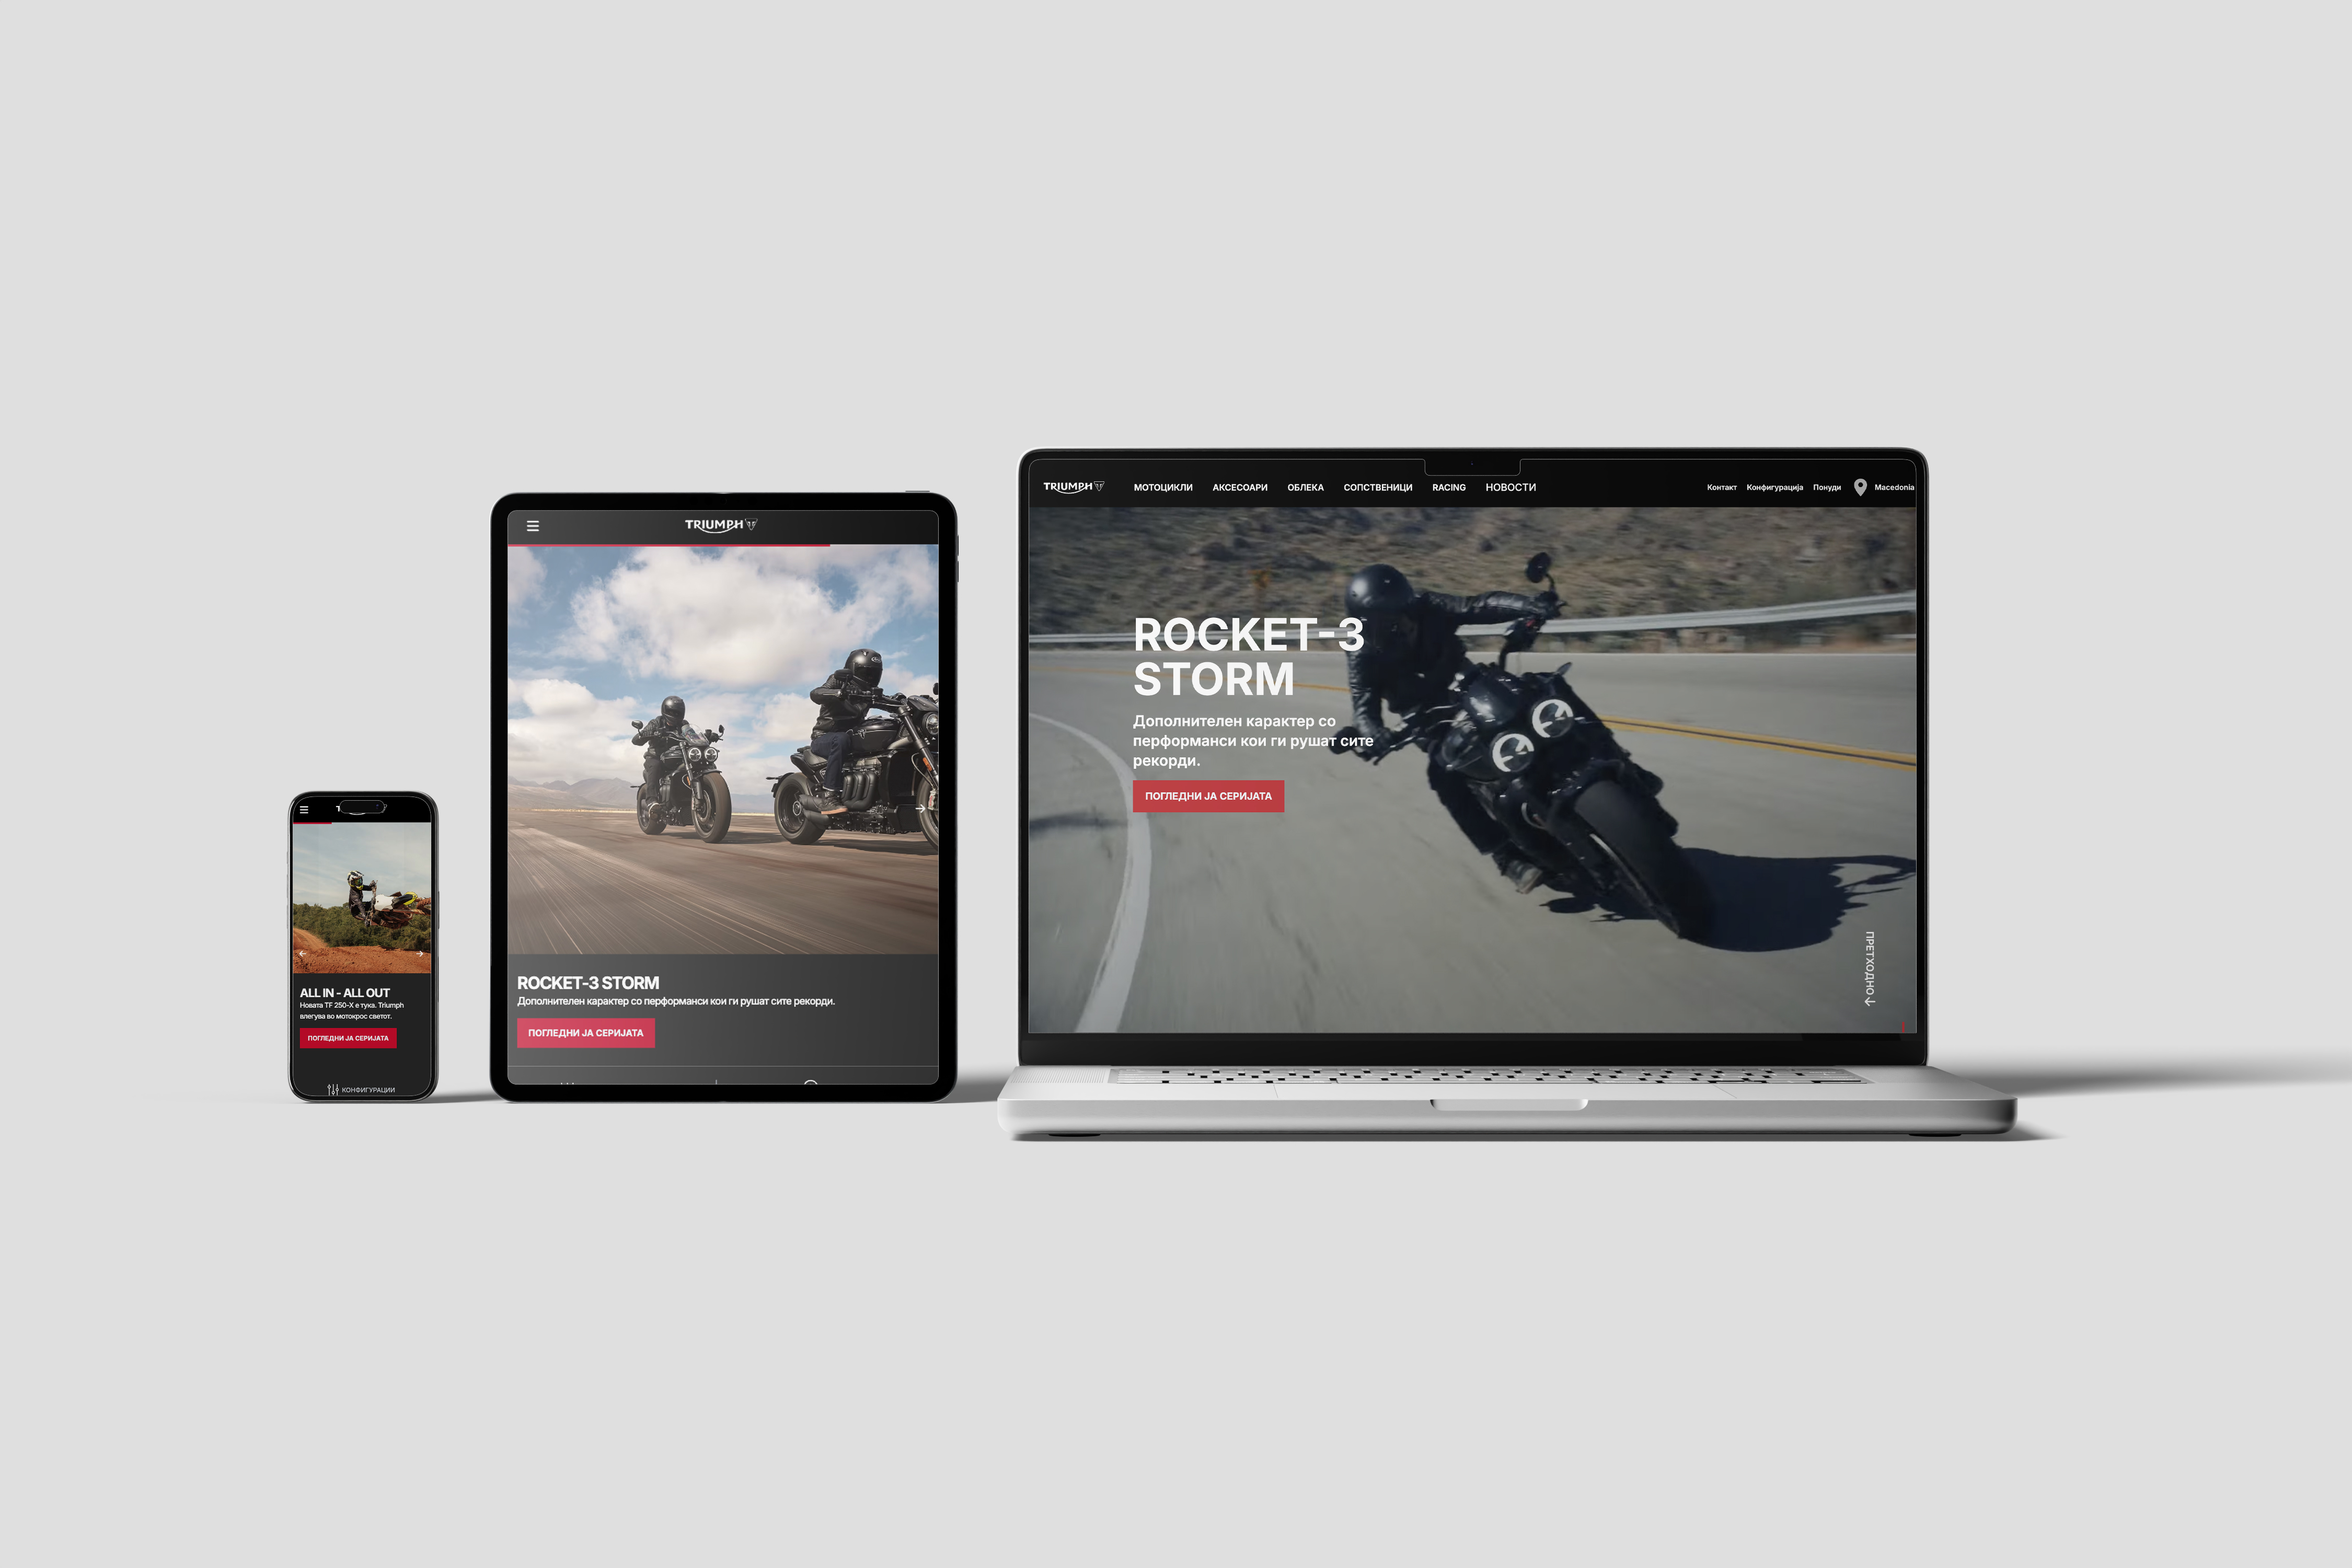 ALL IN - ALL OUT
Новата TF 250-X е тука. Triumph
влегува во мотокрос светот.
ПОГЛЕДНИ ЈА СЕРИЈАТА
КОНФИГУРАЦИИ
TRIUMPH
ROCKET-3 STORM
Дополнителен карактер со перформанси кои ги рушат сите рекорди.
ПОГЛЕДНИ ЈА СЕРИЈАТА
TRIUMPH МОТОЦИКЛИ АКСЕСОАРИ ОБЛЕКА СОПСТВЕНИЦИ RACING НОВОСТИ Контакт Конфигурација Понуди Macedonia
ROCKET-3
STORM
Дополнителен карактер со
перформанси кои ги рушат сите
рекорди.
ПОГЛЕДНИ ЈА СЕРИЈАТА
ПРЕТХОДНО